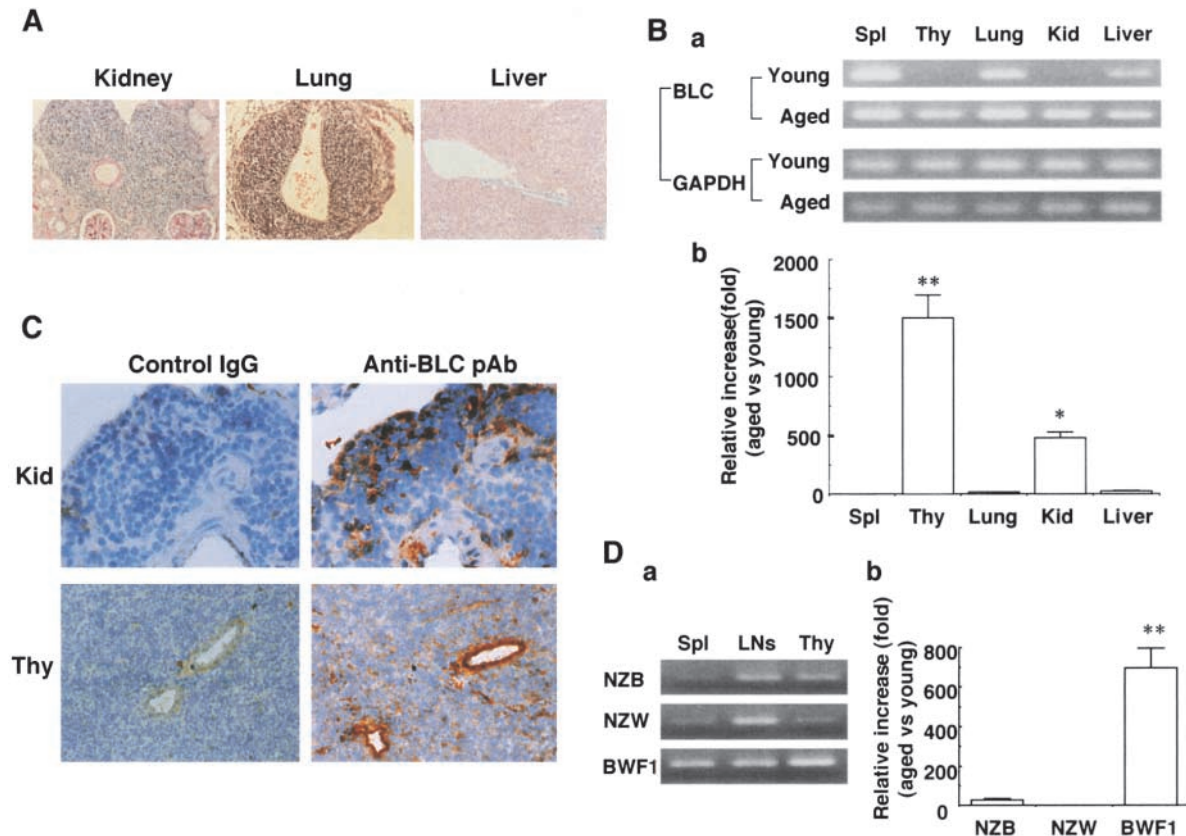 A
Kidney Lung Liver
B
a
Spl Thy Lung Kid Liver
BLC
Young
Aged
GAPDH
Young
Aged
b
Relative increase(fold)
(aged vs young)
2000
1500
1000
500
0
**
*
Spl Thy Lung Kid Liver
C
Control IgG Anti-BLC pAb
Kid
Thy
D
a
Spl LNs Thy
NZB
NZW
BWF1
b
Relative increase (fold)
(aged vs young)
800
600
400
200
0
**
NZB NZW BWF1